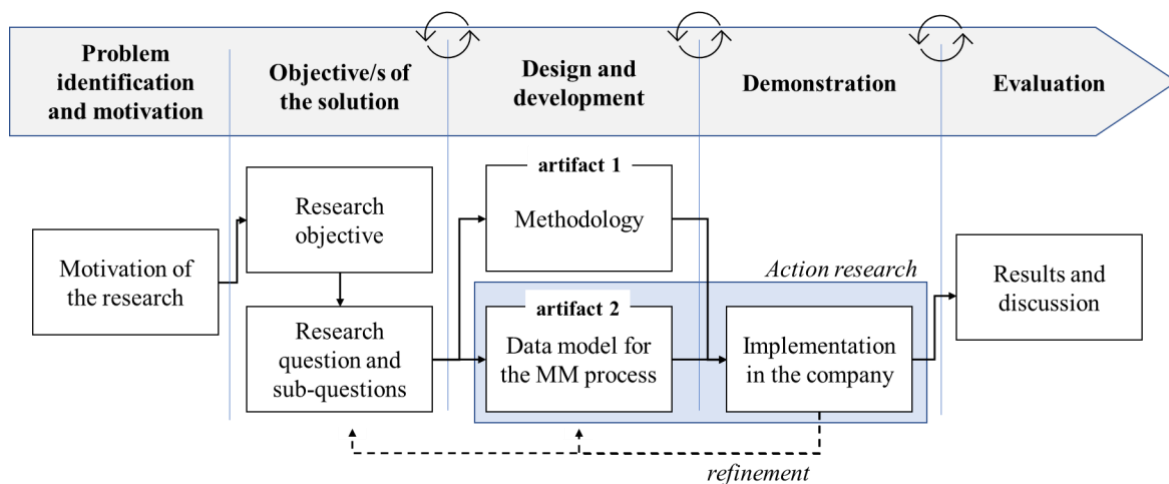 Problem
identification
and motivation
Objective/s of
the solution
Design and
development
Demonstration
Evaluation
Motivation of
the research
Research
objective
Research
question and
sub-questions
artifact 1
Methodology
artifact 2
Data model for
the MM process
Action research
Implementation
in the company
Results and
discussion
refinement